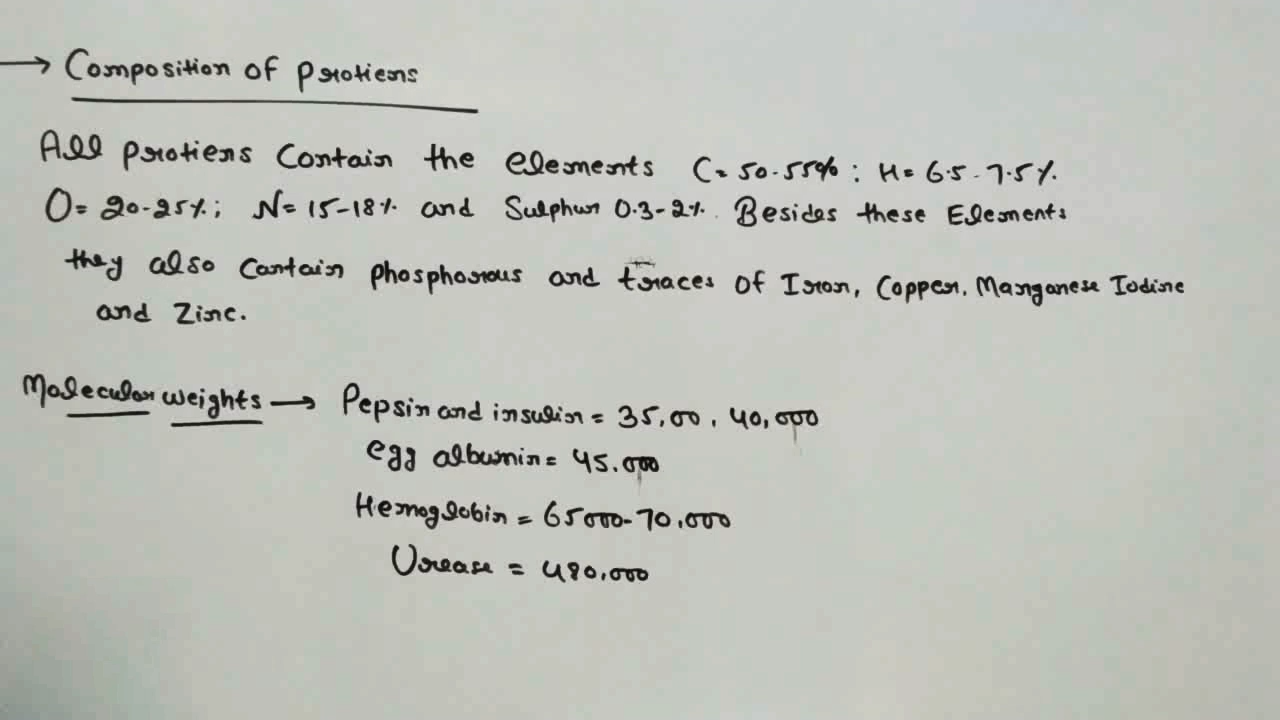 → Composition of protiens
All protiens contain the elements C= 50-55% : H= 6.5-7.5%.
O= 20-25%; N= 15-18% and Sulphur 0.3-2%. Besides these Elements
they also contain phosphorous and traces of Iron, Copper. Manganese Iodine
and Zinc.
Molecular weights → Pepsin and insulin = 35,00, 40,000
egg albumin= 45.000
Hemoglobin = 65000-70.000
Urease = 480,000